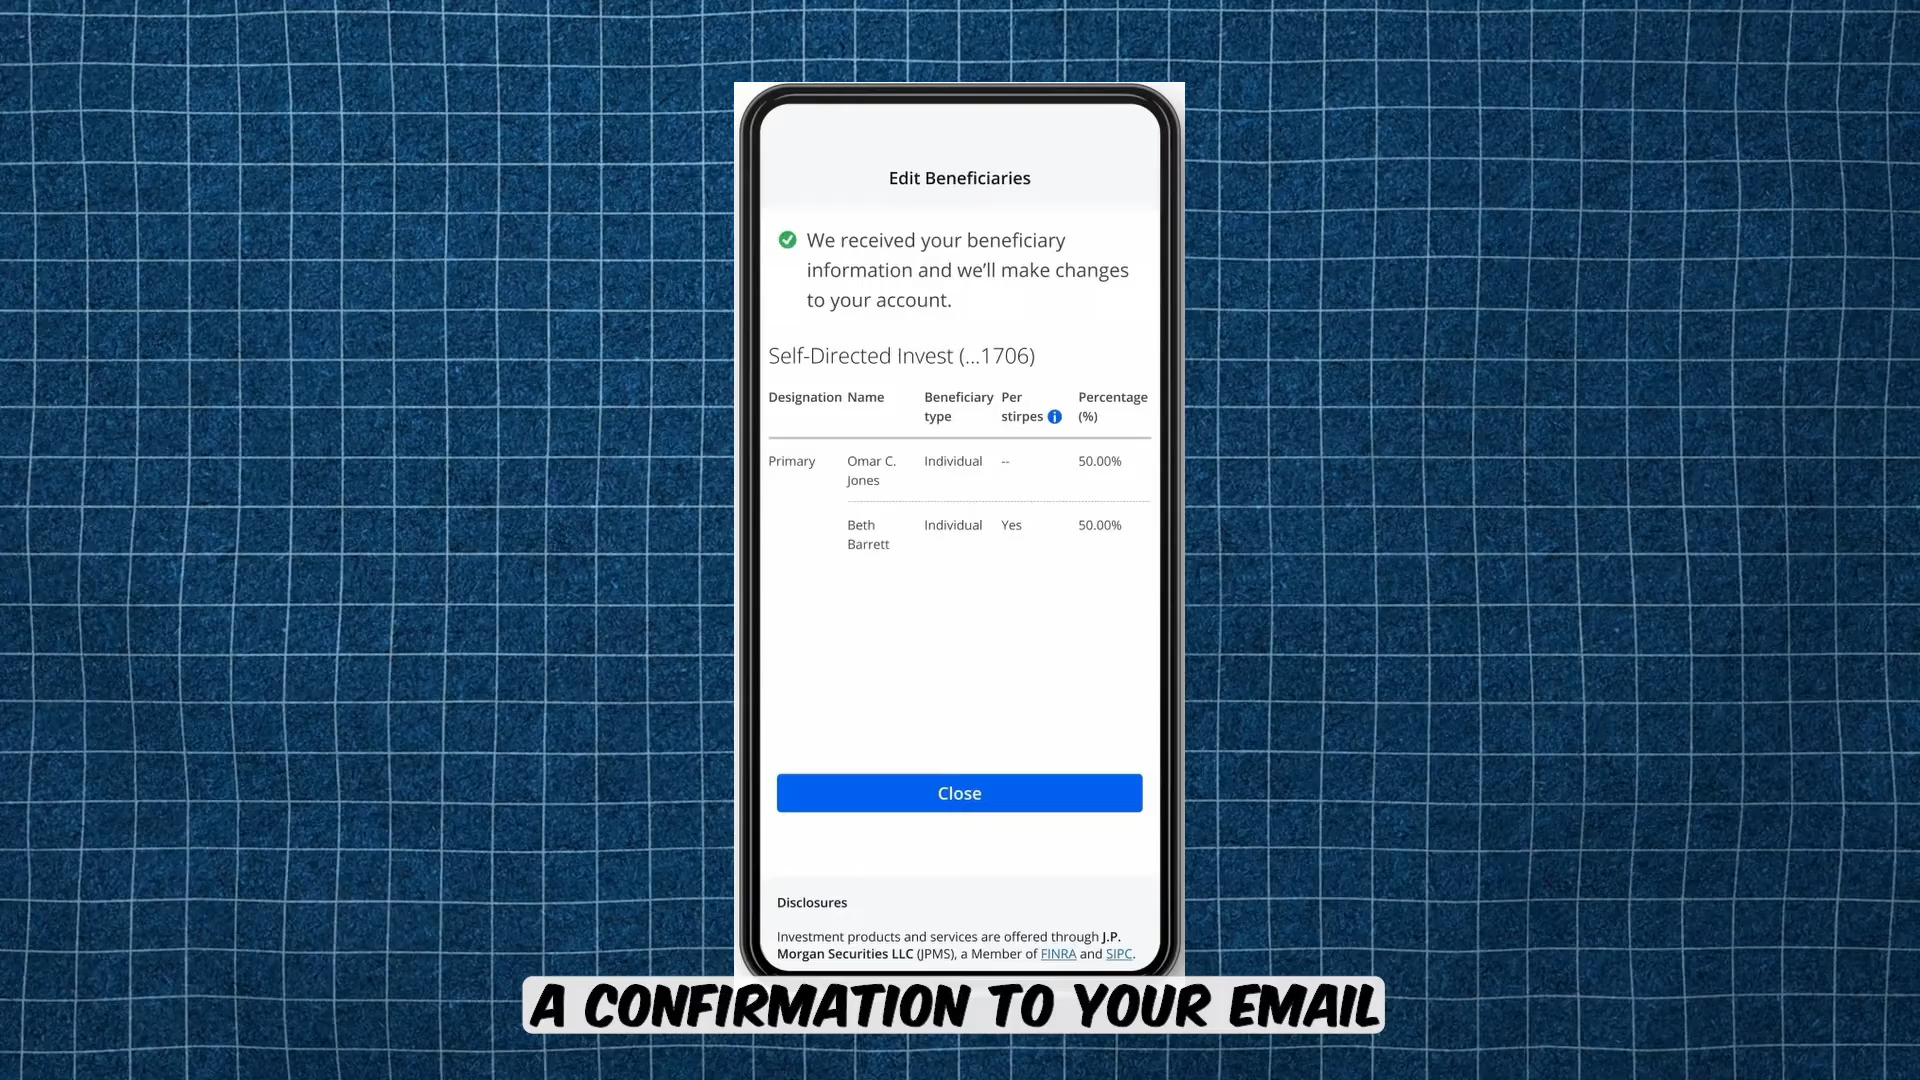 Edit Beneficiaries
We received your beneficiary
information and we’ll make changes
to your account.
Self-Directed Invest (...1706)
Designation Name Beneficiary type Per stirpes i Percentage (%)
Primary Omar C. Jones Individual -- 50.00%
Beth Barrett Individual Yes 50.00%
Close
Disclosures
Investment products and services are offered through J.P.
Morgan Securities LLC (JPMS), a Member of FINRA and SIPC.
A CONFIRMATION TO YOUR EMAIL